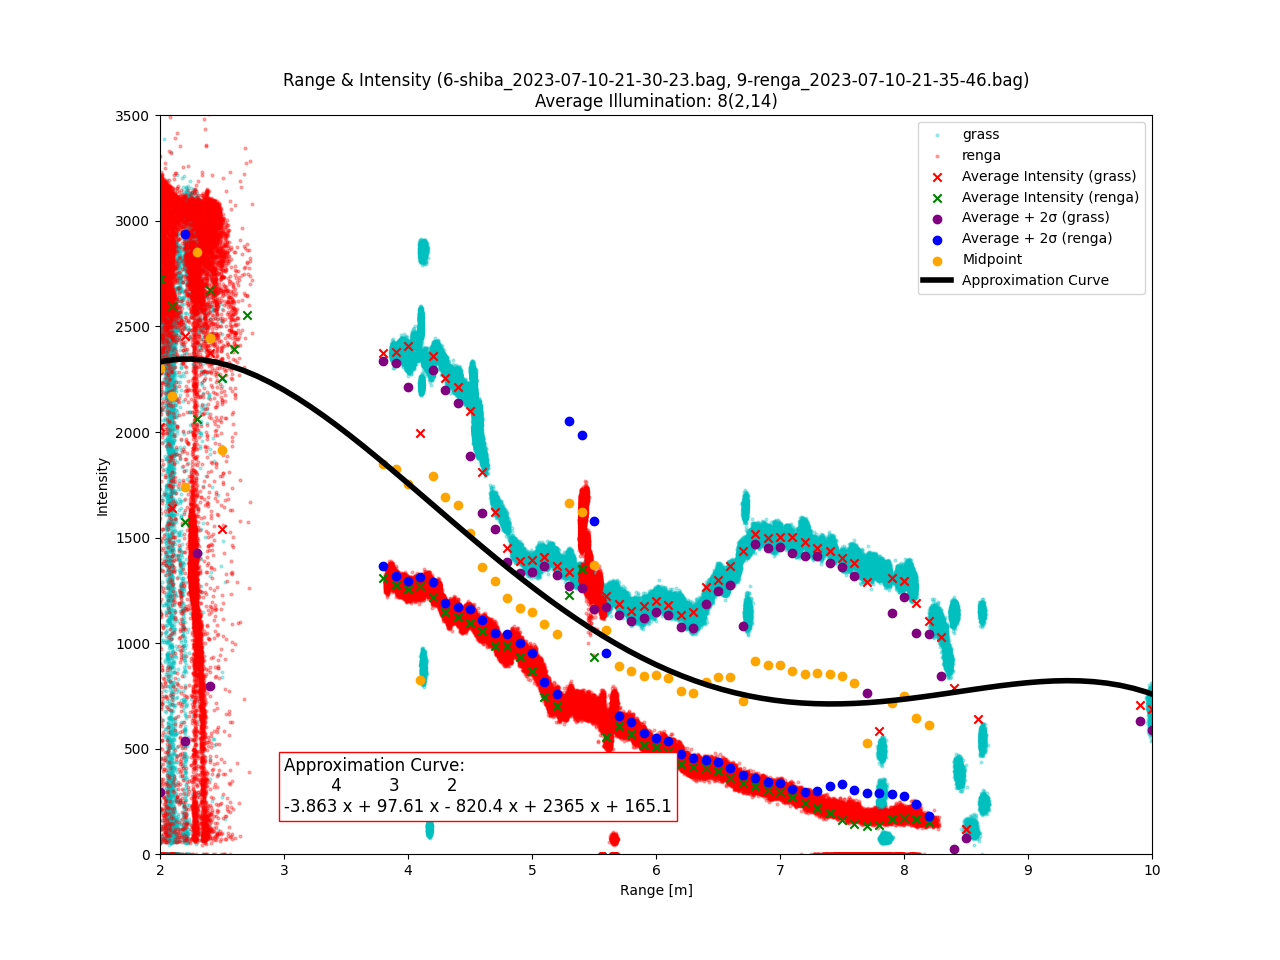 Range & Intensity (6-shiba_2023-07-10-21-30-23.bag, 9-renga_2023-07-10-21-35-46.bag)
Average Illumination: 8(2,14)
3500
3000
2500
2000
1500
1000
500
0
Intensity
grass
renga
Average Intensity (grass)
Average Intensity (renga)
Average + 2σ (grass)
Average + 2σ (renga)
Midpoint
Approximation Curve
Approximation Curve:
4 3 2
-3.863 x + 97.61 x - 820.4 x + 2365 x + 165.1
2 3 4 5 6 7 8 9 10
Range [m]